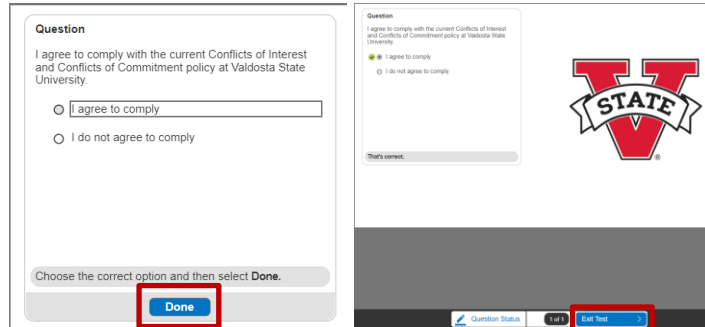 Question
I agree to comply with the current Conflicts of Interest
and Conflicts of Commitment policy at Valdosta State
University.
I agree to comply
I do not agree to comply
Choose the correct option and then select Done.
Done
Question
I agree to comply with the current Conflicts of Interest
and Conflicts of Commitment policy at Valdosta State
University.
I agree to comply
I do not agree to comply
That's correct.
V
STATE
®
Question Status
1 of 1
Exit Test